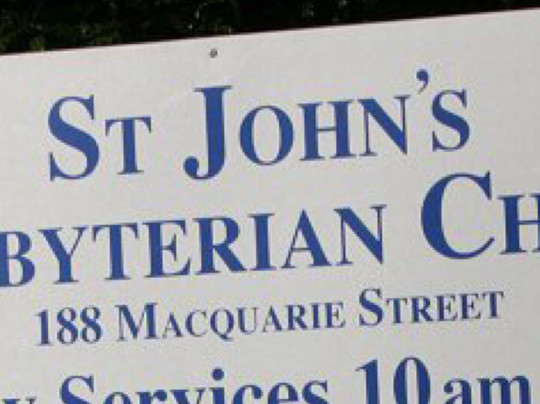 ST JOHN'S
BYTERIAN CH
188 MACQUARIE STREET
y Services 10am